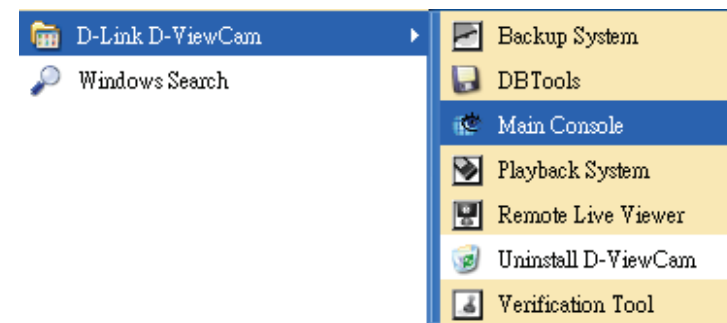 D-Link D-ViewCam
Windows Search
Backup System
DBTools
Main Console
Playback System
Remote Live Viewer
Uninstall D-ViewCam
Verification Tool